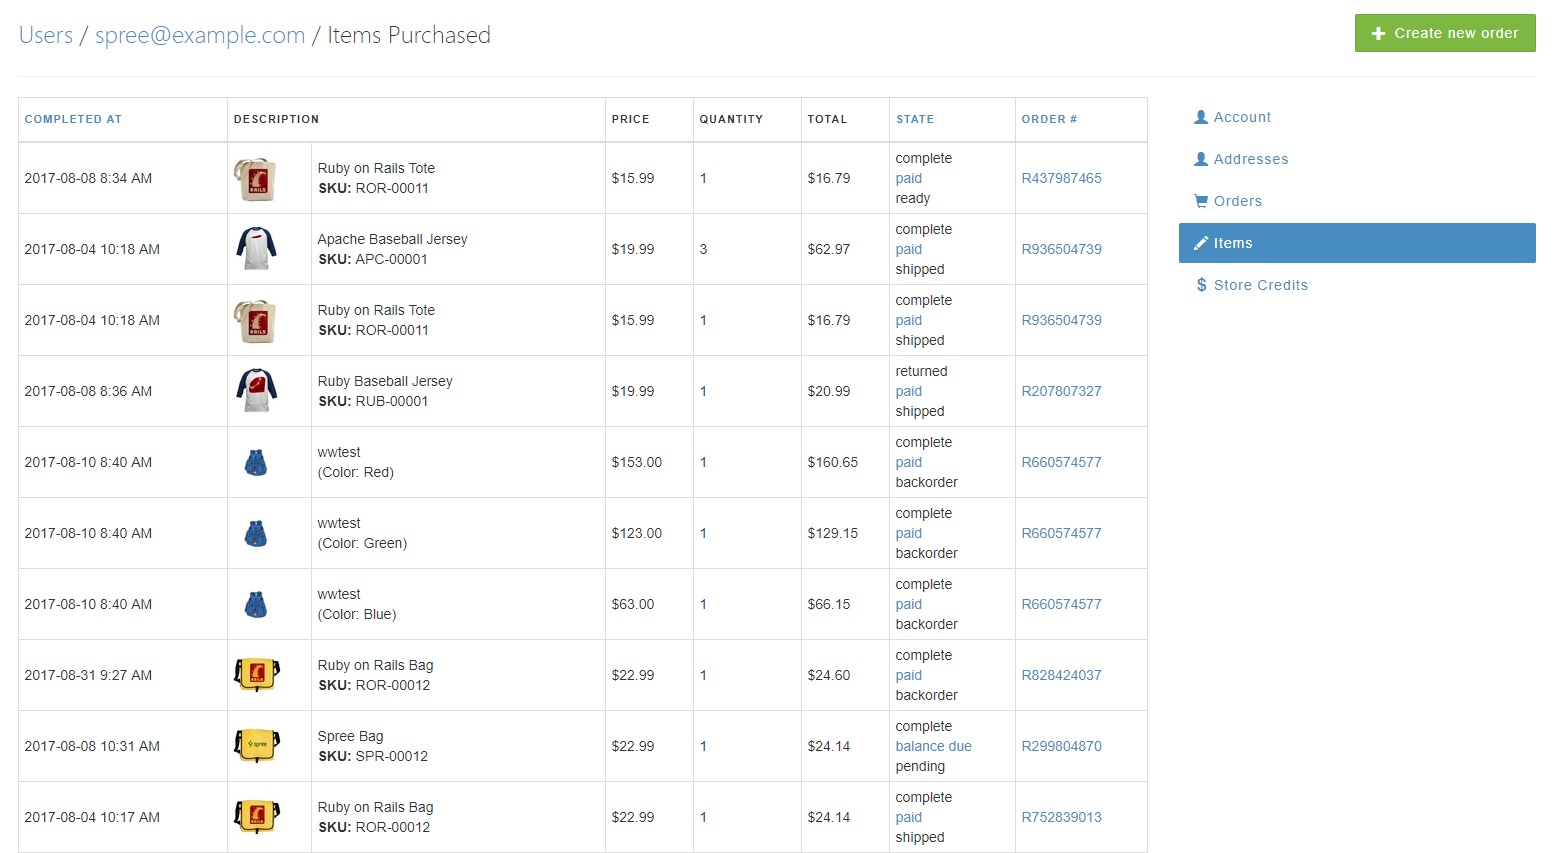 Users / spree@example.com / Items Purchased
Create new order
COMPLETED AT DESCRIPTION PRICE QUANTITY TOTAL STATE ORDER #
2017-08-08 8:34 AM RAILS Ruby on Rails Tote
SKU: ROR-00011 $15.99 1 $16.79 complete
paid
ready R437987465
2017-08-04 10:18 AM Apache Baseball Jersey
SKU: APC-00001 $19.99 3 $62.97 complete
paid
shipped R936504739
2017-08-04 10:18 AM RAILS Ruby on Rails Tote
SKU: ROR-00011 $15.99 1 $16.79 complete
paid
shipped R936504739
2017-08-08 8:36 AM Ruby Baseball Jersey
SKU: RUB-00001 $19.99 1 $20.99 returned
paid
shipped R207807327
2017-08-10 8:40 AM wwtest
(Color: Red) $153.00 1 $160.65 complete
paid
backorder R660574577
2017-08-10 8:40 AM wwtest
(Color: Green) $123.00 1 $129.15 complete
paid
backorder R660574577
2017-08-10 8:40 AM wwtest
(Color: Blue) $63.00 1 $66.15 complete
paid
backorder R660574577
2017-08-31 9:27 AM RAILS Ruby on Rails Bag
SKU: ROR-00012 $22.99 1 $24.60 complete
paid
backorder R828424037
2017-08-08 10:31 AM spree Spree Bag
SKU: SPR-00012 $22.99 1 $24.14 complete
balance due
pending R299804870
2017-08-04 10:17 AM RAILS Ruby on Rails Bag
SKU: ROR-00012 $22.99 1 $24.14 complete
paid
shipped R752839013
Account
Addresses
Orders
Items
Store Credits